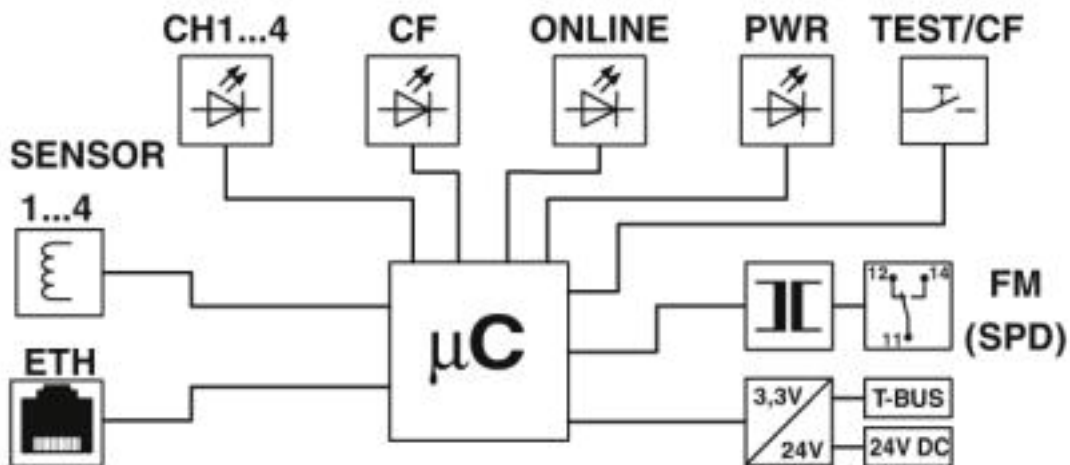 CH1...4
CF
ONLINE
PWR
TEST/CF
SENSOR
1...4
ETH
µC
12
14
11
FM
(SPD)
3,3V
24V
T-BUS
24V DC